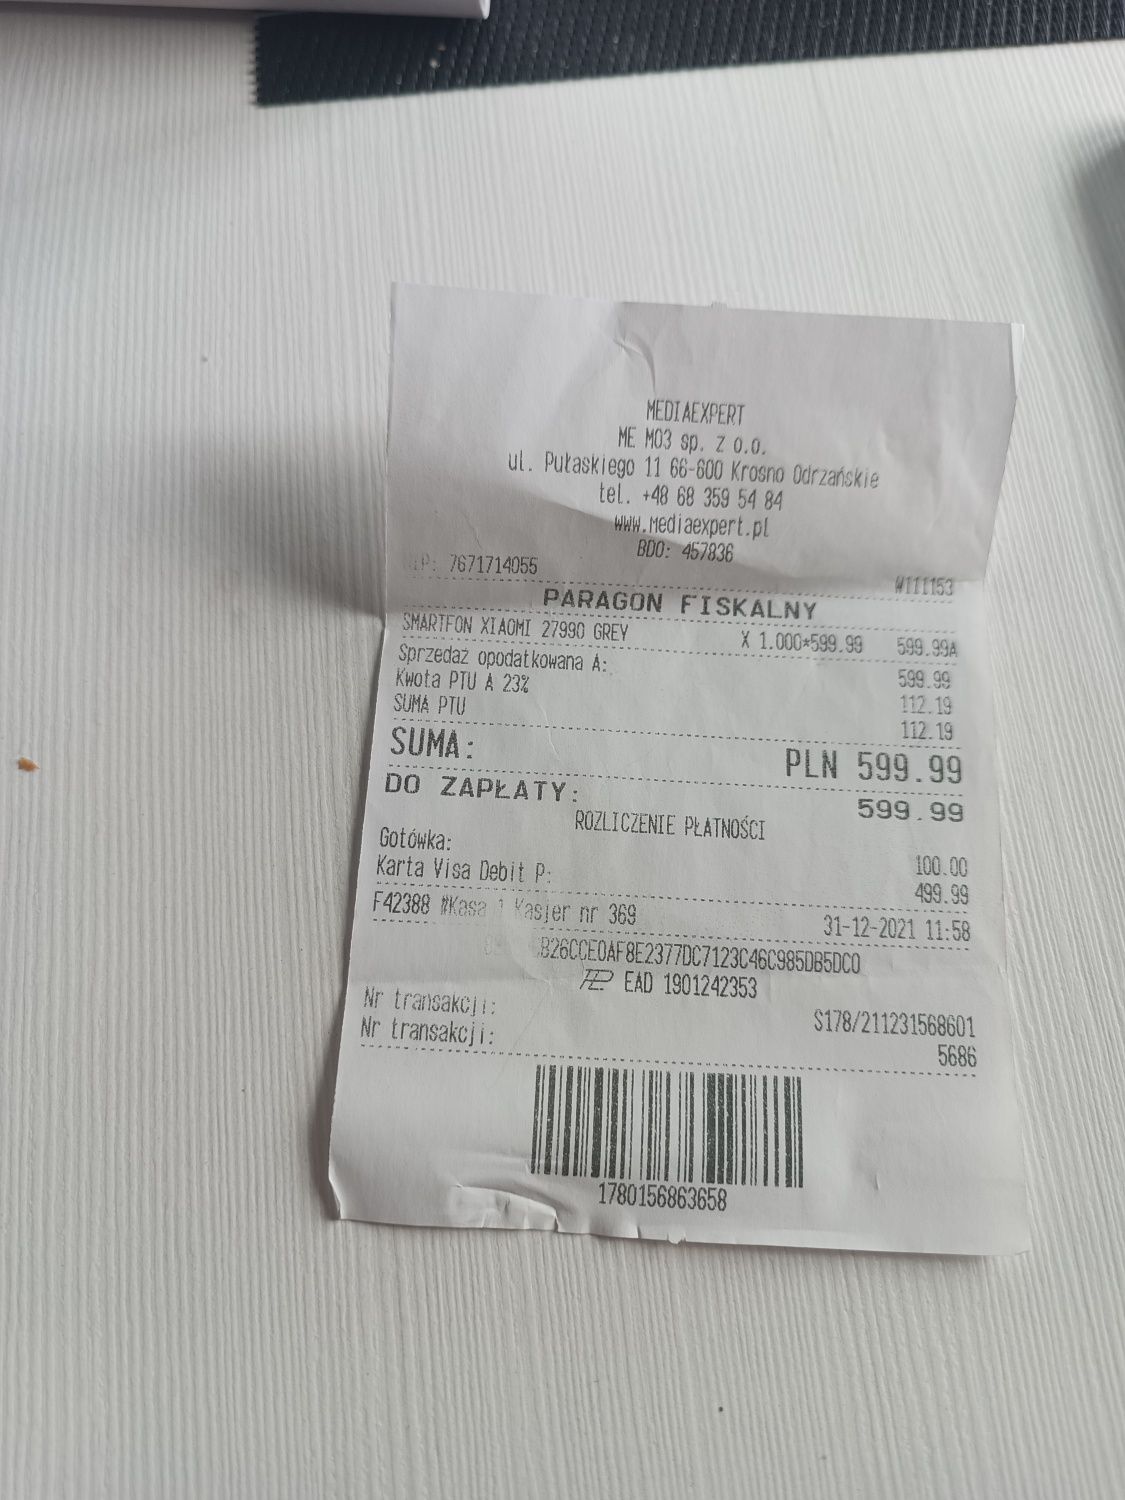 MEDIAEXPERT
ME M03 sp. z o.o.
ul. Pułaskiego 11 66-600 Krosno Odrzańskie
tel. +48 68 359 54 84
www.mediaexpert.pl
BDO: 457836
7671714055 W111153
PARAGON FISKALNY
SMARTFON XIAOMI 27990 GREY X 1.000*599.99 599.99A
Sprzedaż opodatkowana A: 599.99
Kwota PTU A 23% 112.19
SUMA PTU 112.19
SUMA: PLN 599.99
DO ZAPŁATY: 599.99
ROZLICZENIE PŁATNOŚCI
Gotówka: 100.00
Karta Visa Debit P: 499.99
F42388 #Kasa 1 Kasjer nr 369 31-12-2021 11:58
EAD 1901242353
Nr transakcji: S178/211231568601
Nr transakcji: 5686
1780156863658